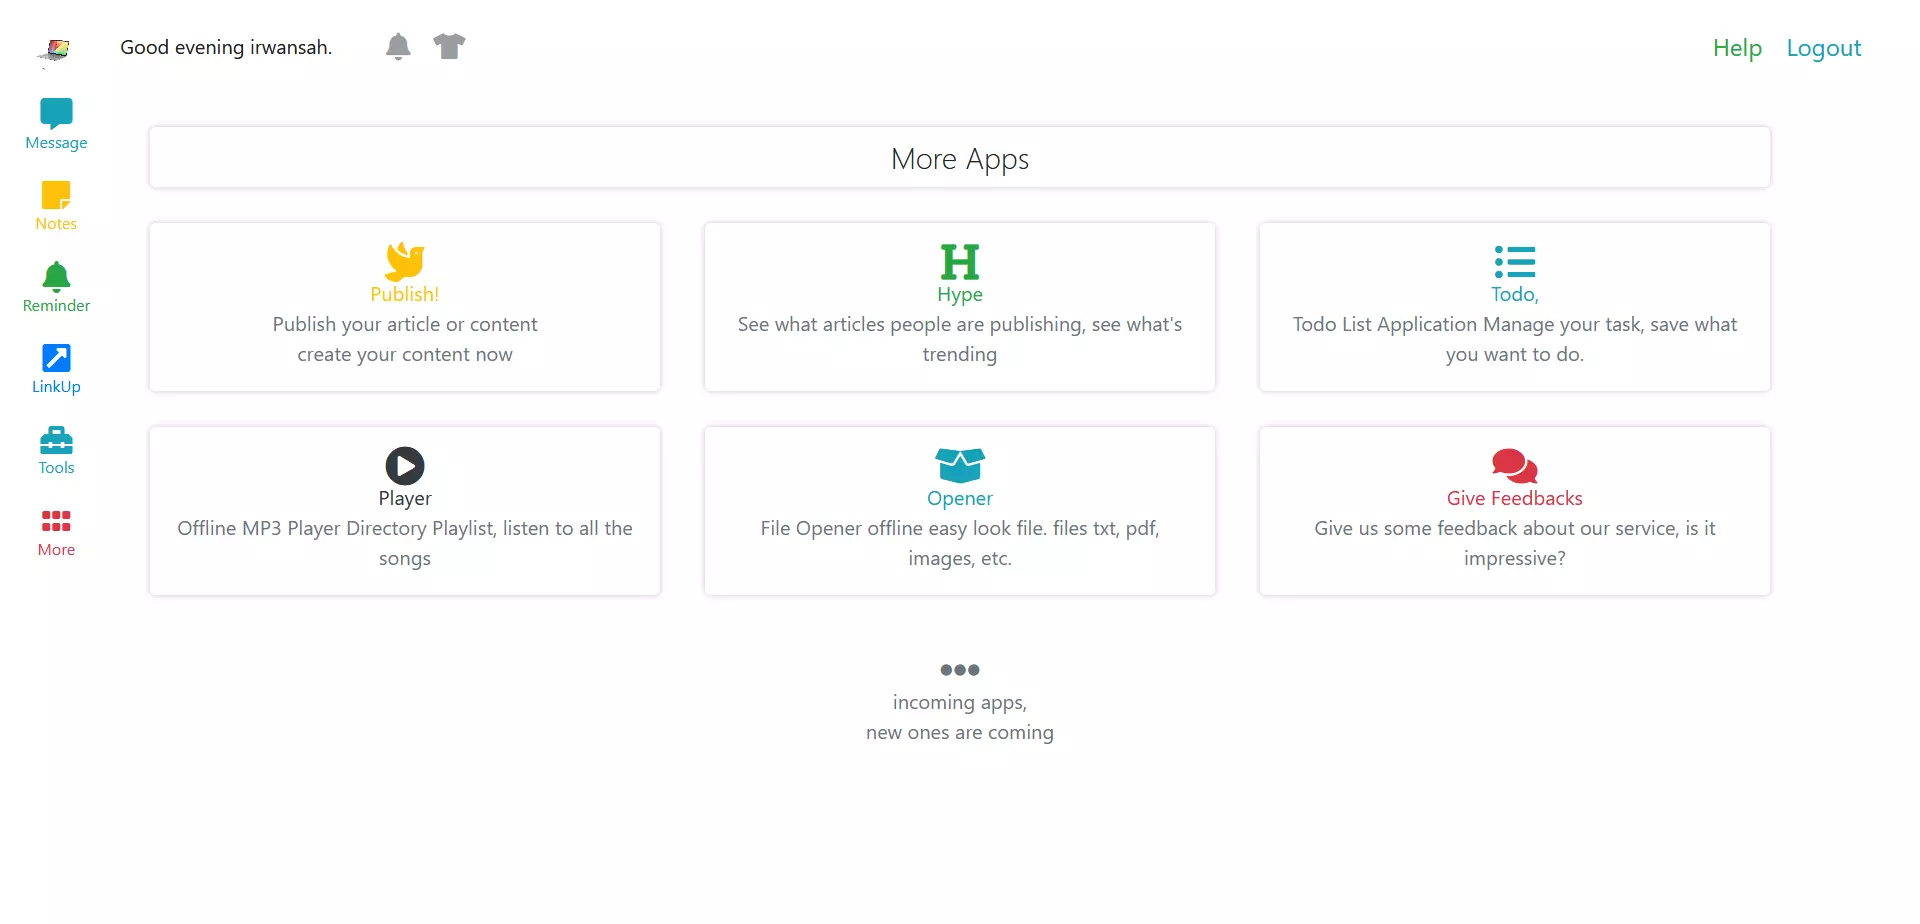 Good evening irwansah.
Help
Logout
Message
Notes
Reminder
LinkUp
Tools
More
More Apps
Publish!
Publish your article or content
create your content now
Hype
See what articles people are publishing, see what's
trending
Todo,
Todo List Application Manage your task, save what
you want to do.
Player
Offline MP3 Player Directory Playlist, listen to all the
songs
Opener
File Opener offline easy look file. files txt, pdf,
images, etc.
Give Feedbacks
Give us some feedback about our service, is it
impressive?
incoming apps,
new ones are coming